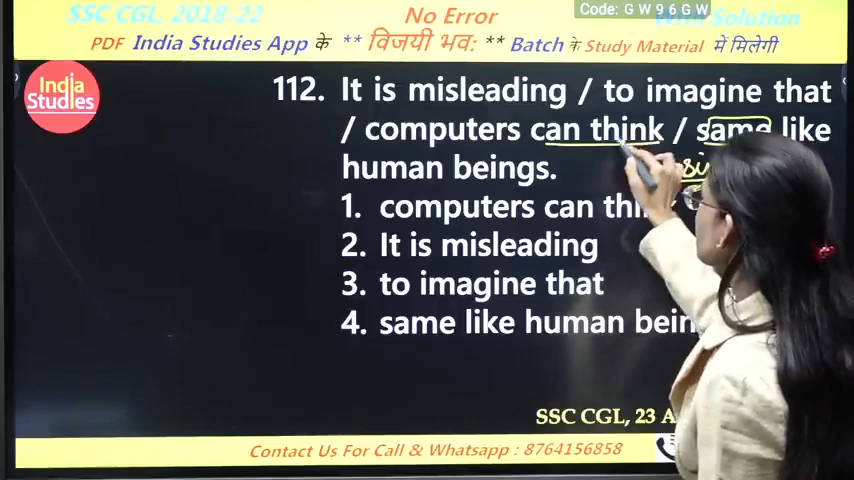 SSC CGL, 2018-22
No Error
Code: G W 9 6 G W
Solution
PDF India Studies App के ** विजयी भव: ** Batch के Study Material में मिलेगी
India
Studies
112. It is misleading / to imagine that
/ computers can think / same like
human beings.
1. computers can think
2. It is misleading
3. to imagine that
4. same like human bein
SSC CGL, 23 A
Contact Us For Call & Whatsapp : 8764156858